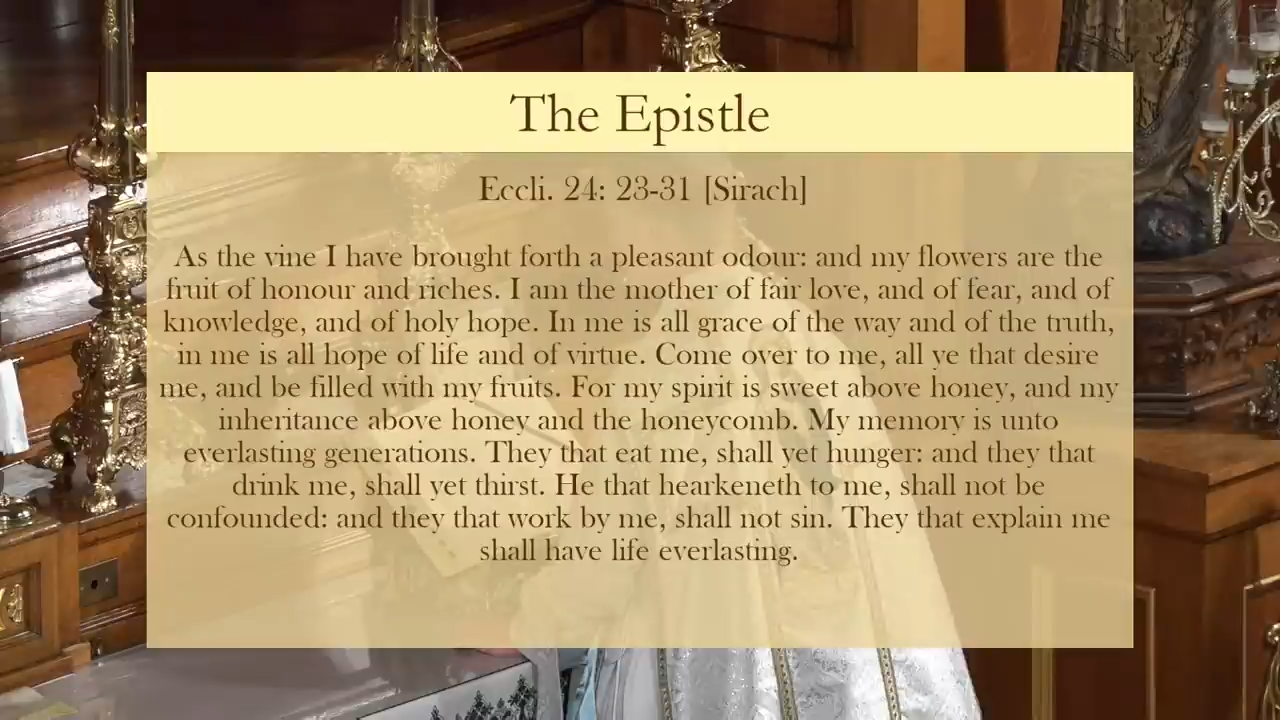 The Epistle
Eccli. 24: 23-31 [Sirach]
As the vine I have brought forth a pleasant odour: and my flowers are the
fruit of honour and riches. I am the mother of fair love, and of fear, and of
knowledge, and of holy hope. In me is all grace of the way and of the truth,
in me is all hope of life and of virtue. Come over to me, all ye that desire
me, and be filled with my fruits. For my spirit is sweet above honey, and my
inheritance above honey and the honeycomb. My memory is unto
everlasting generations. They that eat me, shall yet hunger: and they that
drink me, shall yet thirst. He that hearkeneth to me, shall not be
confounded: and they that work by me, shall not sin. They that explain me
shall have life everlasting.